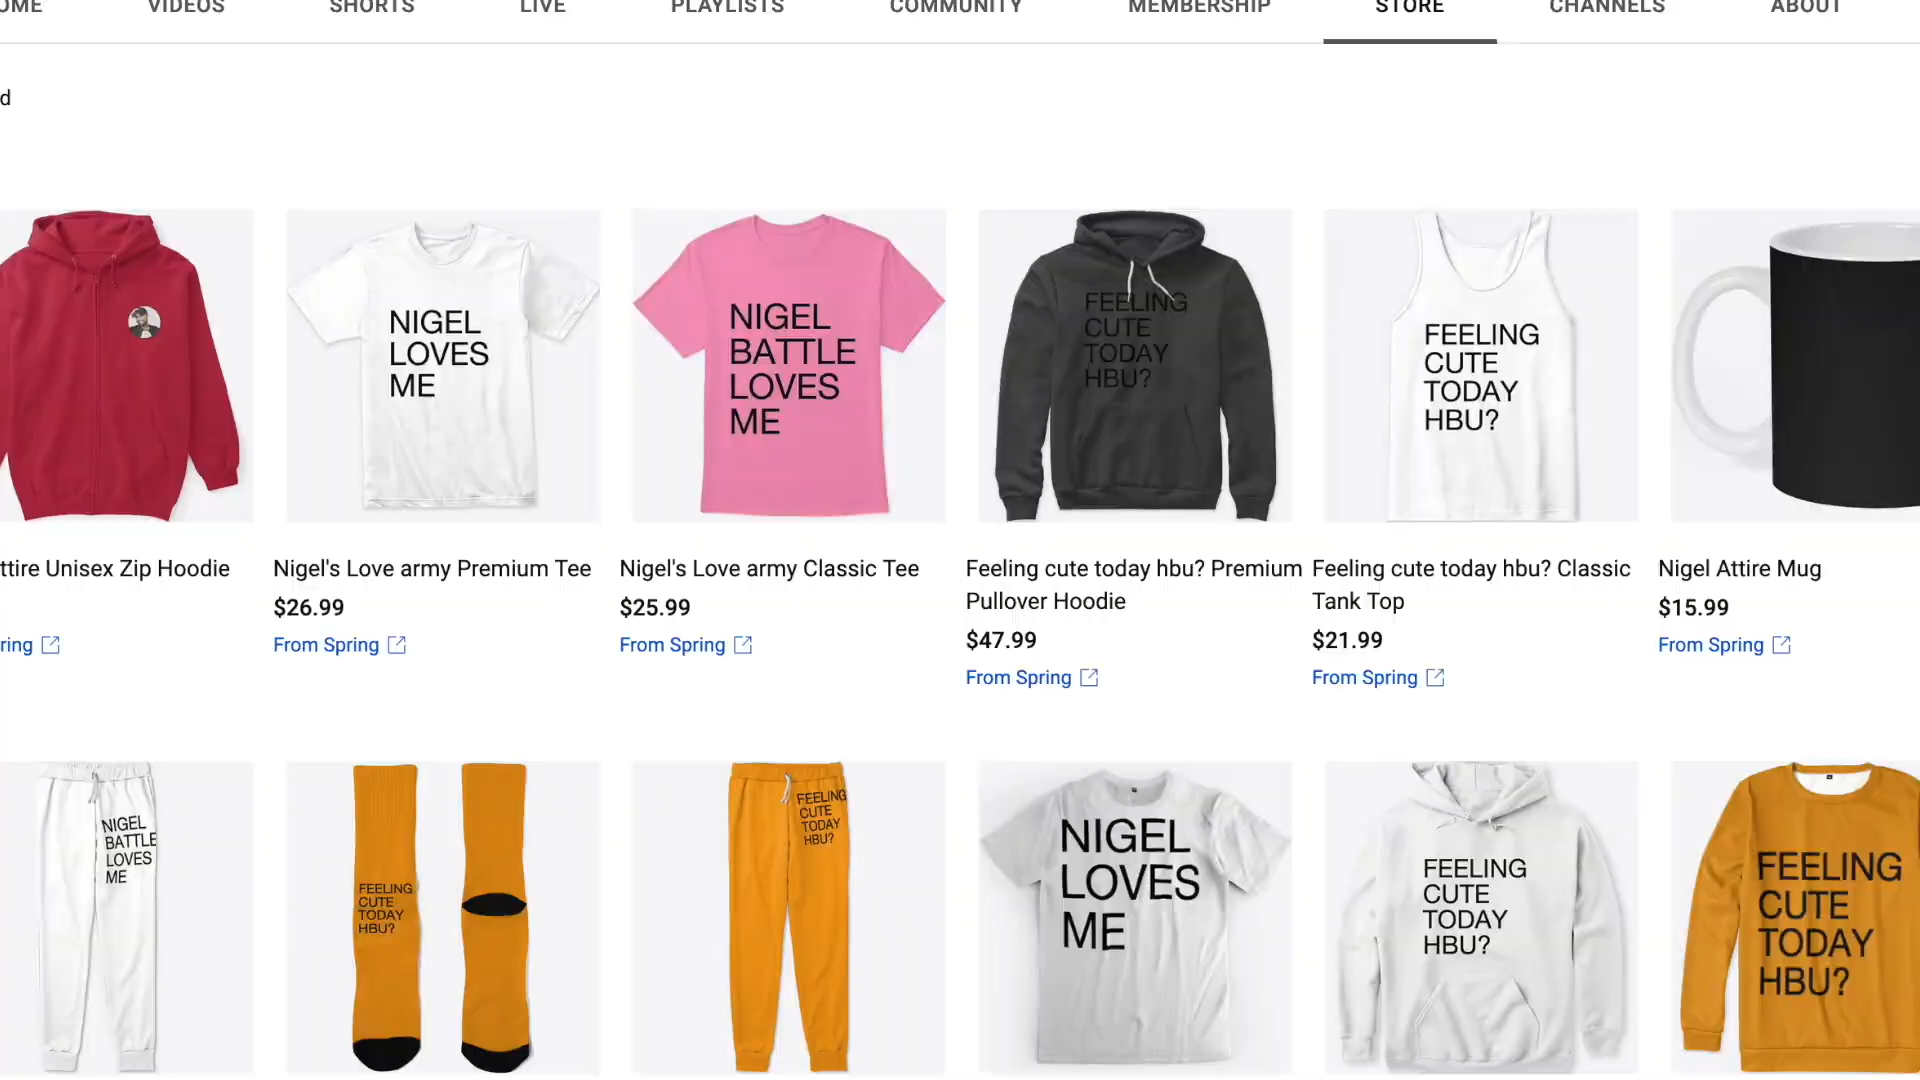 OME VIDEOS SHORTS LIVE PLAYLISTS COMMUNITY MEMBERSHIP STORE CHANNELS ABOUT
d
NIGEL
LOVES
ME
NIGEL
BATTLE
LOVES
ME
FEELING
CUTE
TODAY
HBU?
FEELING
CUTE
TODAY
HBU?
ttire Unisex Zip Hoodie
ring
Nigel's Love army Premium Tee
$26.99
From Spring
Nigel's Love army Classic Tee
$25.99
From Spring
Feeling cute today hbu? Premium
Pullover Hoodie
$47.99
From Spring
Feeling cute today hbu? Classic
Tank Top
$21.99
From Spring
Nigel Attire Mug
$15.99
From Spring
NIGEL
BATTLE
LOVES
ME
FEELING
CUTE
TODAY
HBU?
FEELING
CUTE
TODAY
HBU?
NIGEL
LOVES
ME
FEELING
CUTE
TODAY
HBU?
FEELING
CUTE
TODAY
HBU?